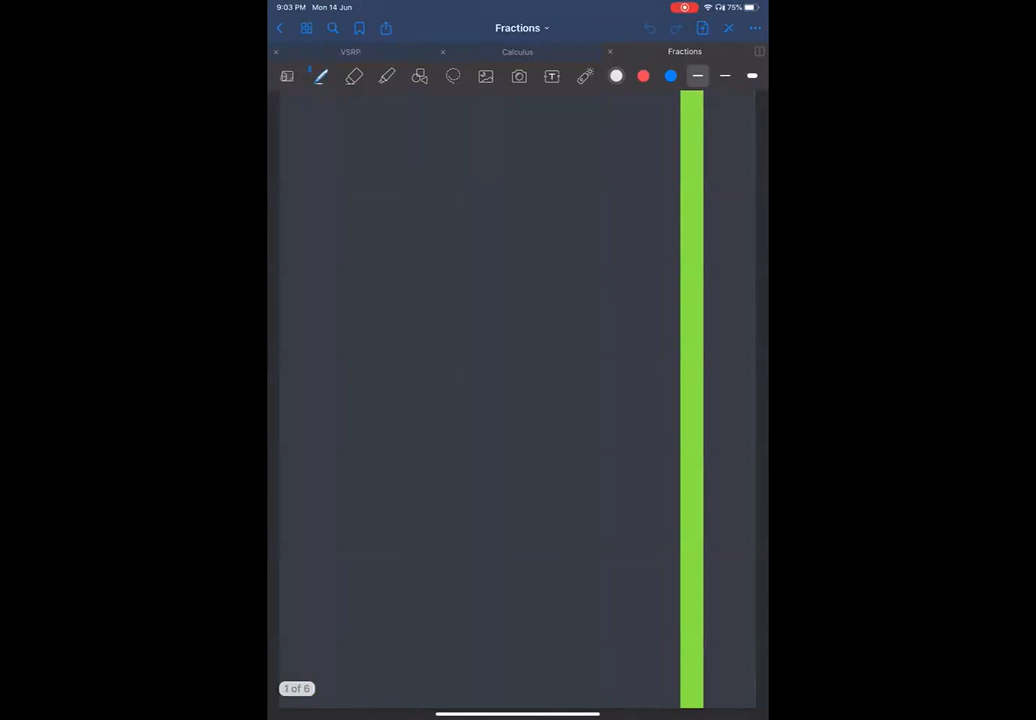 9:03 PM Mon 14 Jun 75%
Fractions
VSRP Calculus Fractions
T
1 of 6